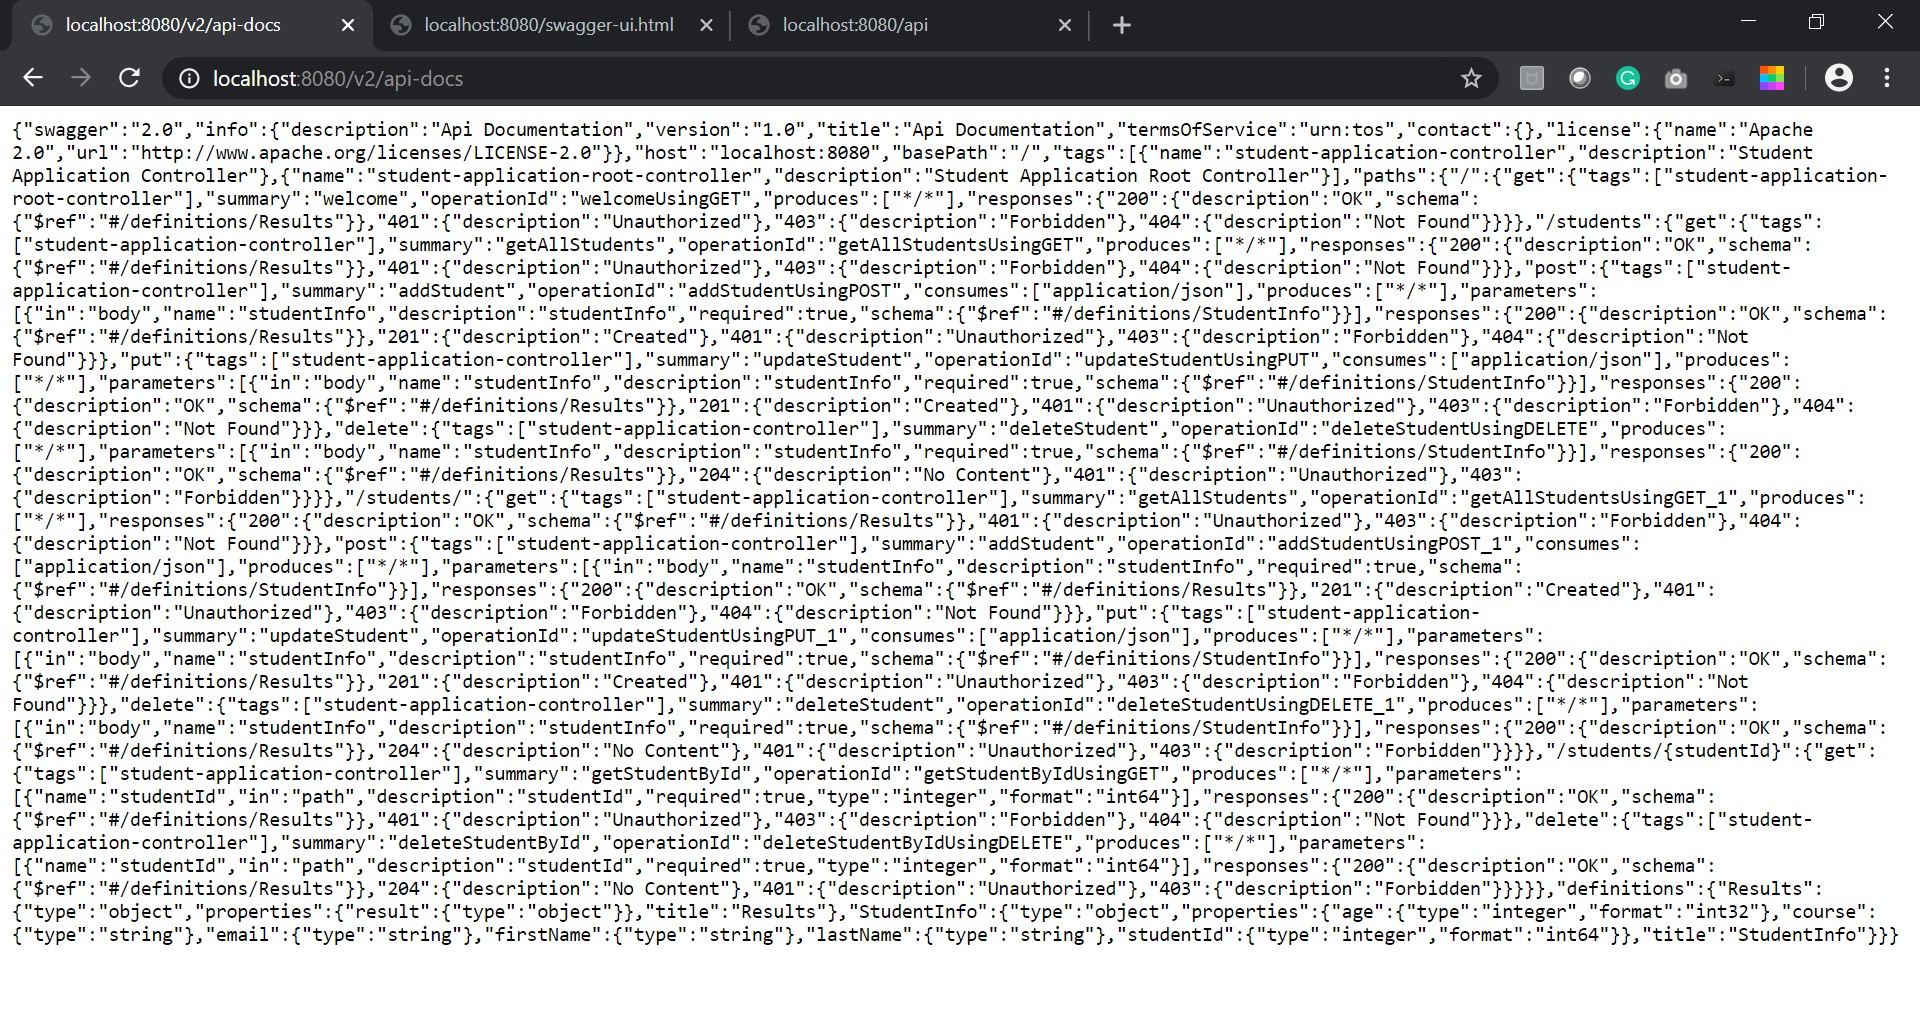 localhost:8080/v2/api-docs
localhost:8080/swagger-ui.html
localhost:8080/api
localhost:8080/v2/api-docs
{"swagger":"2.0","info":{"description":"Api Documentation","version":"1.0","title":"Api Documentation","termsOfService":"urn:tos","contact":{},"license":{"name":"Apache
2.0","url":"http://www.apache.org/licenses/LICENSE-2.0"}},"host":"localhost:8080","basePath":"/","tags":[{"name":"student-application-controller","description":"Student
Application Controller"},{"name":"student-application-root-controller","description":"Student Application Root Controller"}],"paths":{"/":{"get":{"tags":["student-application-
root-controller"],"summary":"welcome","operationId":"welcomeUsingGET","produces":["*/*"],"responses":{"200":{"description":"OK","schema":
{"$ref":"#/definitions/Results"}},"401":{"description":"Unauthorized"},"403":{"description":"Forbidden"},"404":{"description":"Not Found"}}}},"/students":{"get":{"tags":
["student-application-controller"],"summary":"getAllStudents","operationId":"getAllStudentsUsingGET","produces":["*/*"],"responses":{"200":{"description":"OK","schema":
{"$ref":"#/definitions/Results"}},"401":{"description":"Unauthorized"},"403":{"description":"Forbidden"},"404":{"description":"Not Found"}}},"post":{"tags":["student-
application-controller"],"summary":"addStudent","operationId":"addStudentUsingPOST","consumes":["application/json"],"produces":["*/*"],"parameters":
[{"in":"body","name":"studentInfo","description":"studentInfo","required":true,"schema":{"$ref":"#/definitions/StudentInfo"}}],"responses":{"200":{"description":"OK","schema":
{"$ref":"#/definitions/Results"}},"201":{"description":"Created"},"401":{"description":"Unauthorized"},"403":{"description":"Forbidden"},"404":{"description":"Not
Found"}}},"put":{"tags":["student-application-controller"],"summary":"updateStudent","operationId":"updateStudentUsingPUT","consumes":["application/json"],"produces":
["*/*"],"parameters":[{"in":"body","name":"studentInfo","description":"studentInfo","required":true,"schema":{"$ref":"#/definitions/StudentInfo"}}],"responses":{"200":
{"description":"OK","schema":{"$ref":"#/definitions/Results"}},"201":{"description":"Created"},"401":{"description":"Unauthorized"},"403":{"description":"Forbidden"},"404":
{"description":"Not Found"}}},"delete":{"tags":["student-application-controller"],"summary":"deleteStudent","operationId":"deleteStudentUsingDELETE","produces":
["*/*"],"parameters":[{"in":"body","name":"studentInfo","description":"studentInfo","required":true,"schema":{"$ref":"#/definitions/StudentInfo"}}],"responses":{"200":
{"description":"OK","schema":{"$ref":"#/definitions/Results"}},"204":{"description":"No Content"},"401":{"description":"Unauthorized"},"403":
{"description":"Forbidden"}}}},"/students/":{"get":{"tags":["student-application-controller"],"summary":"getAllStudents","operationId":"getAllStudentsUsingGET_1","produces":
["*/*"],"responses":{"200":{"description":"OK","schema":{"$ref":"#/definitions/Results"}},"401":{"description":"Unauthorized"},"403":{"description":"Forbidden"},"404":
{"description":"Not Found"}}},"post":{"tags":["student-application-controller"],"summary":"addStudent","operationId":"addStudentUsingPOST_1","consumes":
["application/json"],"produces":["*/*"],"parameters":[{"in":"body","name":"studentInfo","description":"studentInfo","required":true,"schema":
{"$ref":"#/definitions/StudentInfo"}}],"responses":{"200":{"description":"OK","schema":{"$ref":"#/definitions/Results"}},"201":{"description":"Created"},"401":
{"description":"Unauthorized"},"403":{"description":"Forbidden"},"404":{"description":"Not Found"}}},"put":{"tags":["student-application-
controller"],"summary":"updateStudent","operationId":"updateStudentUsingPUT_1","consumes":["application/json"],"produces":["*/*"],"parameters":
[{"in":"body","name":"studentInfo","description":"studentInfo","required":true,"schema":{"$ref":"#/definitions/StudentInfo"}}],"responses":{"200":{"description":"OK","schema":
{"$ref":"#/definitions/Results"}},"201":{"description":"Created"},"401":{"description":"Unauthorized"},"403":{"description":"Forbidden"},"404":{"description":"Not
Found"}}},"delete":{"tags":["student-application-controller"],"summary":"deleteStudent","operationId":"deleteStudentUsingDELETE_1","produces":["*/*"],"parameters":
[{"in":"body","name":"studentInfo","description":"studentInfo","required":true,"schema":{"$ref":"#/definitions/StudentInfo"}}],"responses":{"200":{"description":"OK","schema":
{"$ref":"#/definitions/Results"}},"204":{"description":"No Content"},"401":{"description":"Unauthorized"},"403":{"description":"Forbidden"}}}},"/students/{studentId}":{"get":
{"tags":["student-application-controller"],"summary":"getStudentById","operationId":"getStudentByIdUsingGET","produces":["*/*"],"parameters":
[{"name":"studentId","in":"path","description":"studentId","required":true,"type":"integer","format":"int64"}],"responses":{"200":{"description":"OK","schema":
{"$ref":"#/definitions/Results"}},"401":{"description":"Unauthorized"},"403":{"description":"Forbidden"},"404":{"description":"Not Found"}}},"delete":{"tags":["student-
application-controller"],"summary":"deleteStudentById","operationId":"deleteStudentByIdUsingDELETE","produces":["*/*"],"parameters":
[{"name":"studentId","in":"path","description":"studentId","required":true,"type":"integer","format":"int64"}],"responses":{"200":{"description":"OK","schema":
{"$ref":"#/definitions/Results"}},"204":{"description":"No Content"},"401":{"description":"Unauthorized"},"403":{"description":"Forbidden"}}}}},"definitions":{"Results":
{"type":"object","properties":{"result":{"type":"object"}},"title":"Results"},"StudentInfo":{"type":"object","properties":{"age":{"type":"integer","format":"int32"},"course":
{"type":"string"},"email":{"type":"string"},"firstName":{"type":"string"},"lastName":{"type":"string"},"studentId":{"type":"integer","format":"int64"}},"title":"StudentInfo"}}}